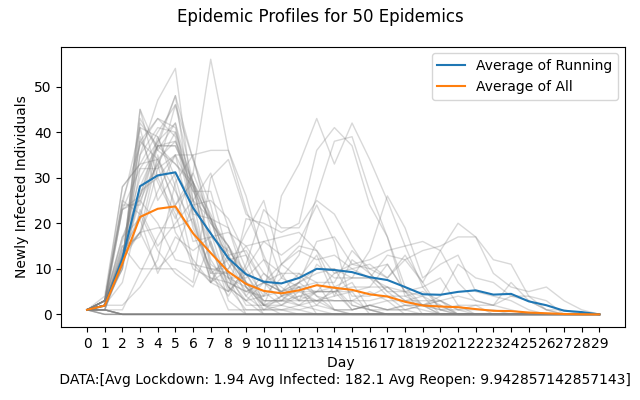 Epidemic Profiles for 50 Epidemics
Average of Running
Average of All
Newly Infected Individuals
50
40
30
20
10
0
0 1 2 3 4 5 6 7 8 9 10 11 12 13 14 15 16 17 18 19 20 21 22 23 24 25 26 27 28 29
Day
DATA:[Avg Lockdown: 1.94 Avg Infected: 182.1 Avg Reopen: 9.942857142857143]